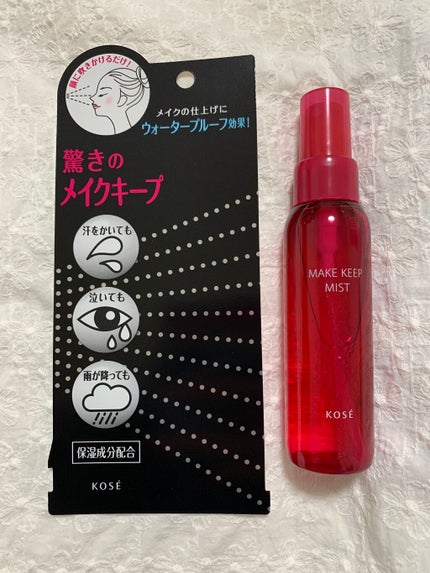 顔に吹きかけるだけ!
メイクの仕上げに
ウォータープルーフ効果!
驚きの
メイクキープ
汗をかいても
泣いても
雨が降っても
保湿成分配合
KOSÉ
MAKE KEEP
MIST
KOSÉ